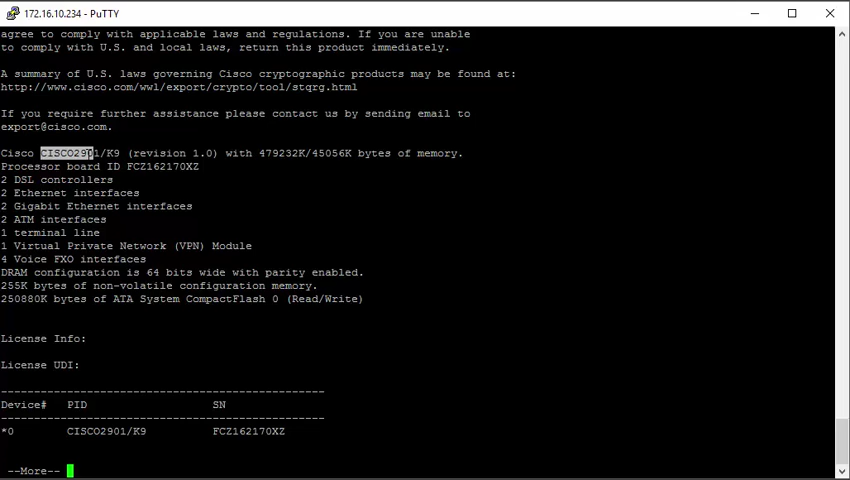 172.16.10.234 - PuTTY
agree to comply with applicable laws and regulations. If you are unable
to comply with U.S. and local laws, return this product immediately.
A summary of U.S. laws governing Cisco cryptographic products may be found at:
http://www.cisco.com/wwl/export/crypto/tool/stqrg.html
If you require further assistance please contact us by sending email to
export@cisco.com.
Cisco CISCO2901/K9 (revision 1.0) with 479232K/45056K bytes of memory.
Processor board ID FCZ162170XZ
2 DSL controllers
2 Ethernet interfaces
2 Gigabit Ethernet interfaces
2 ATM interfaces
1 terminal line
1 Virtual Private Network (VPN) Module
4 Voice FXO interfaces
DRAM configuration is 64 bits wide with parity enabled.
255K bytes of non-volatile configuration memory.
250880K bytes of ATA System CompactFlash 0 (Read/Write)
License Info:
License UDI:
-------------------------------------------------
Device# PID SN
-------------------------------------------------
*0 CISCO2901/K9 FCZ162170XZ
--More--